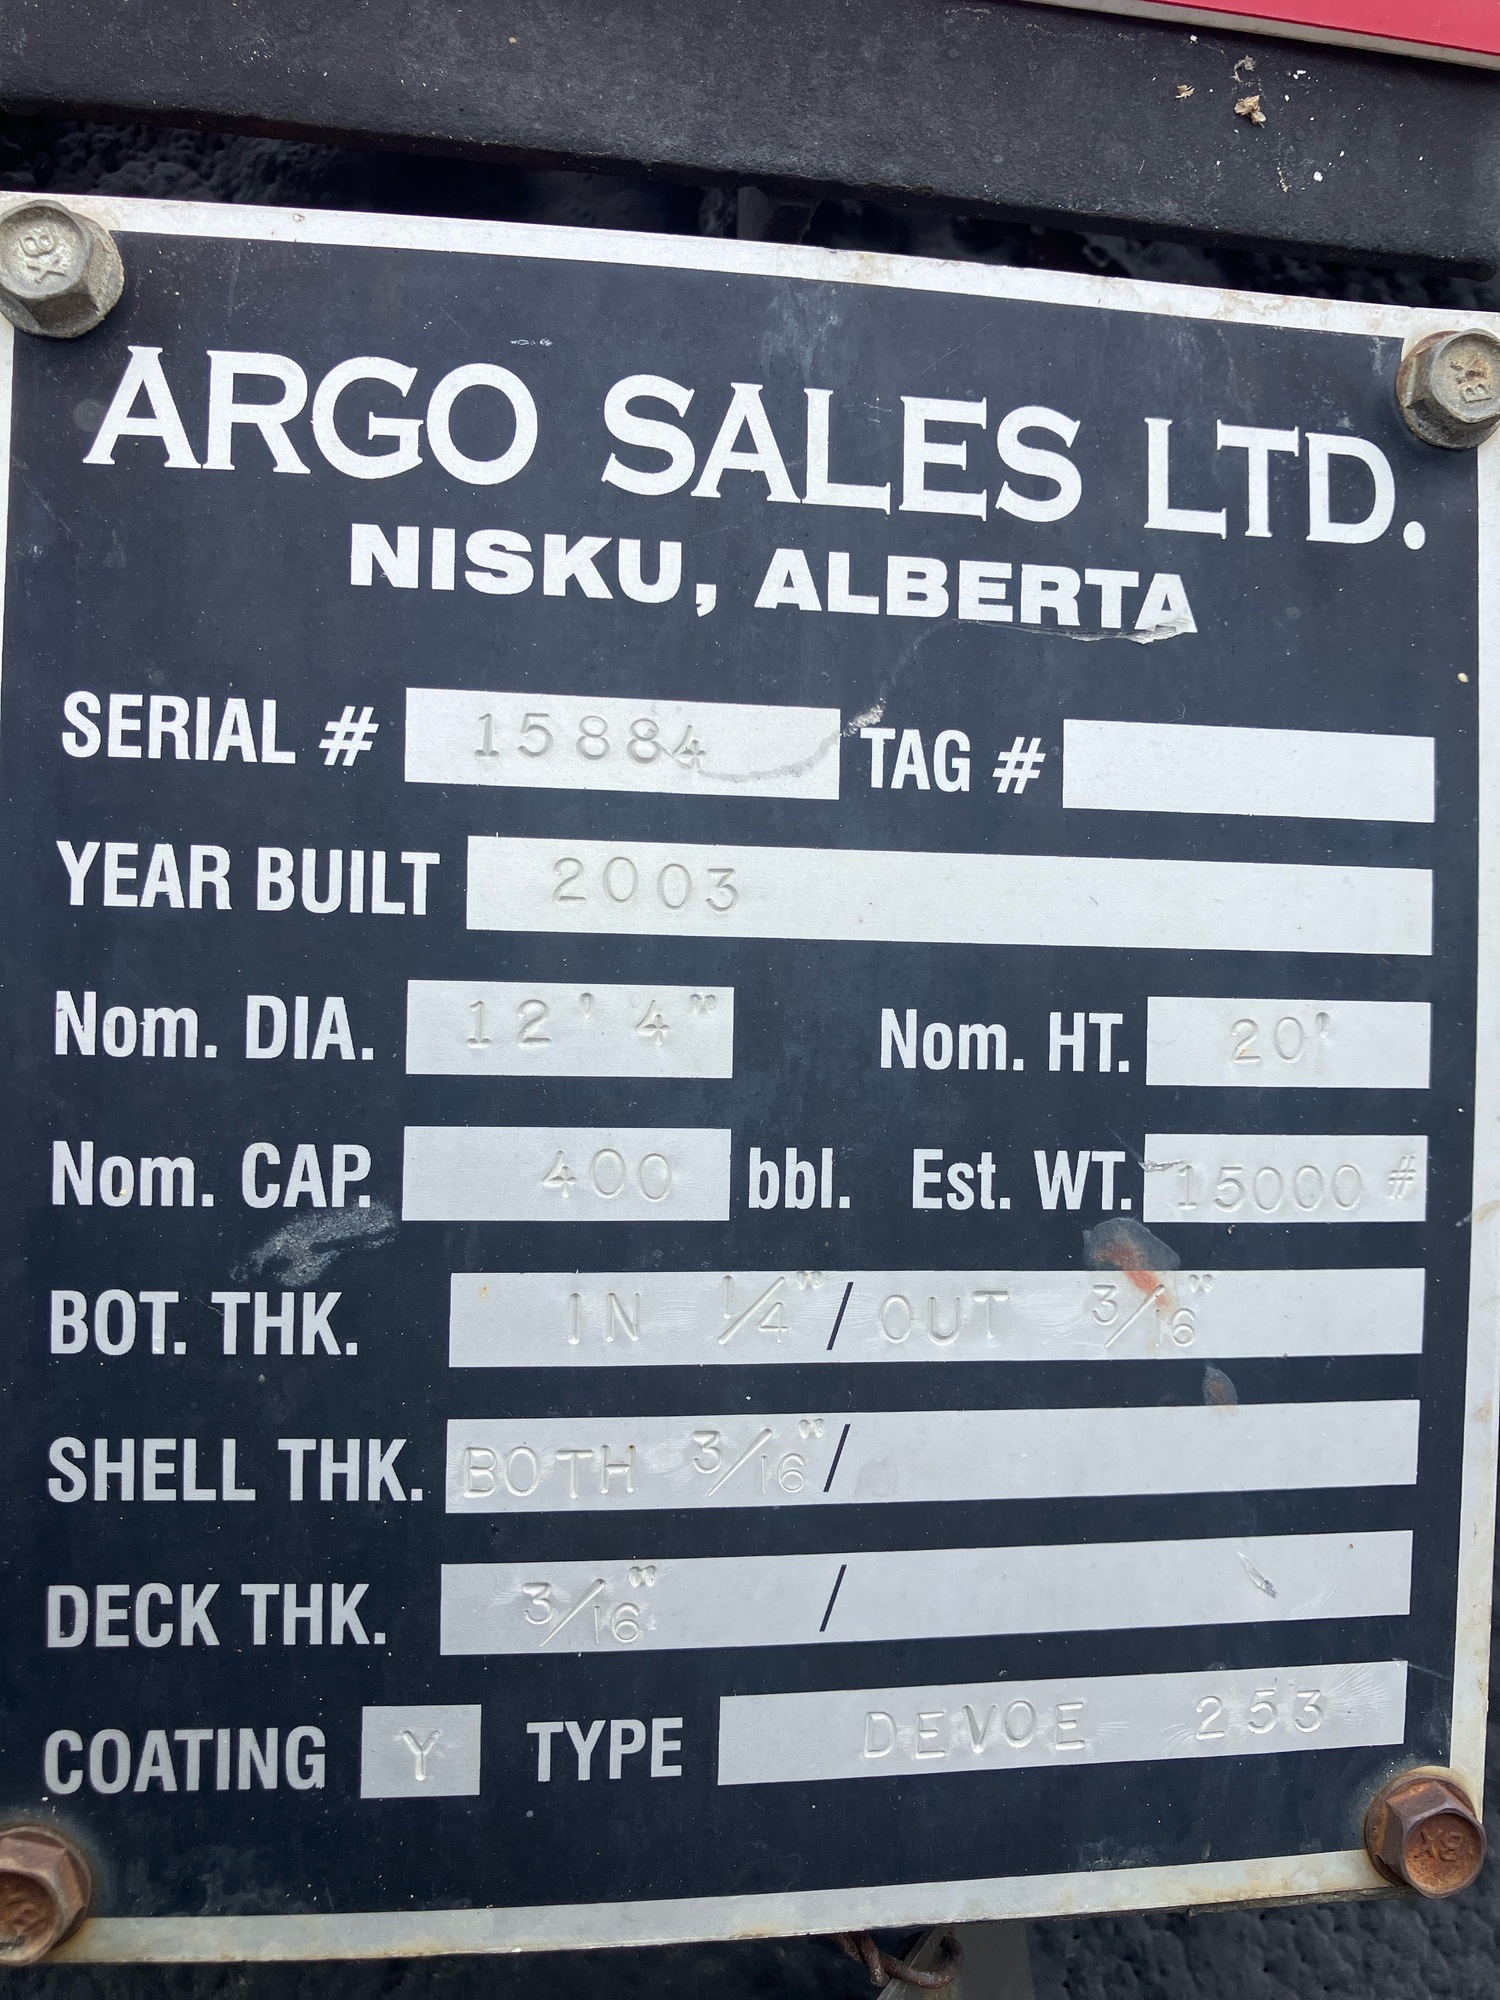 ARGO SALES LTD.
NISKU, ALBERTA
SERIAL # 15884 TAG #
YEAR BUILT 2003
Nom. DIA. 12' 4" Nom. HT. 20'
Nom. CAP. 400 bbl. Est. WT. 15000 #
BOT. THK. IN 1/4" / OUT 3/16"
SHELL THK. BOTH 3/16" /
DECK THK. 3/16" /
COATING Y TYPE DEVOE 253